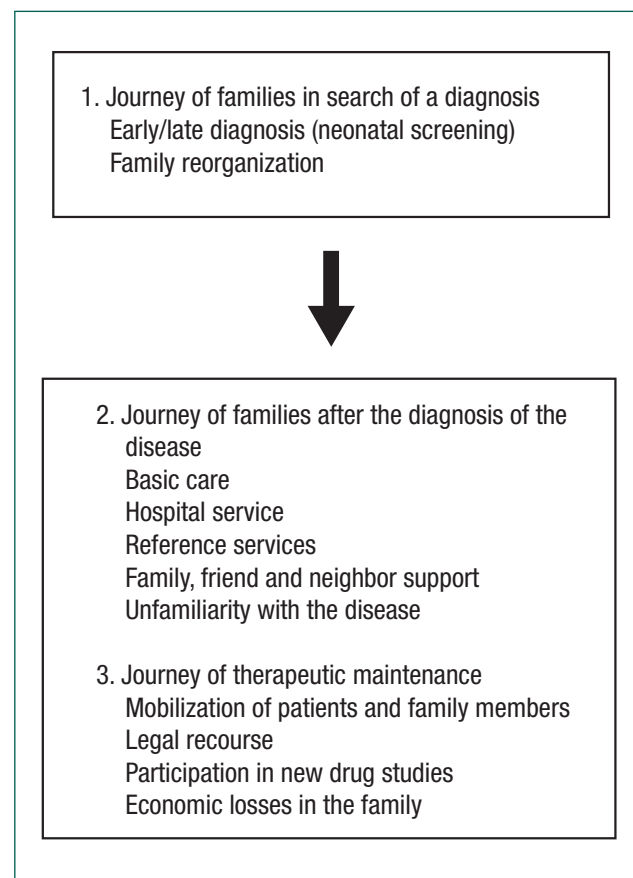 1. Journey of families in search of a diagnosis
Early/late diagnosis (neonatal screening)
Family reorganization
2. Journey of families after the diagnosis of the
disease
Basic care
Hospital service
Reference services
Family, friend and neighbor support
Unfamiliarity with the disease
3. Journey of therapeutic maintenance
Mobilization of patients and family members
Legal recourse
Participation in new drug studies
Economic losses in the family